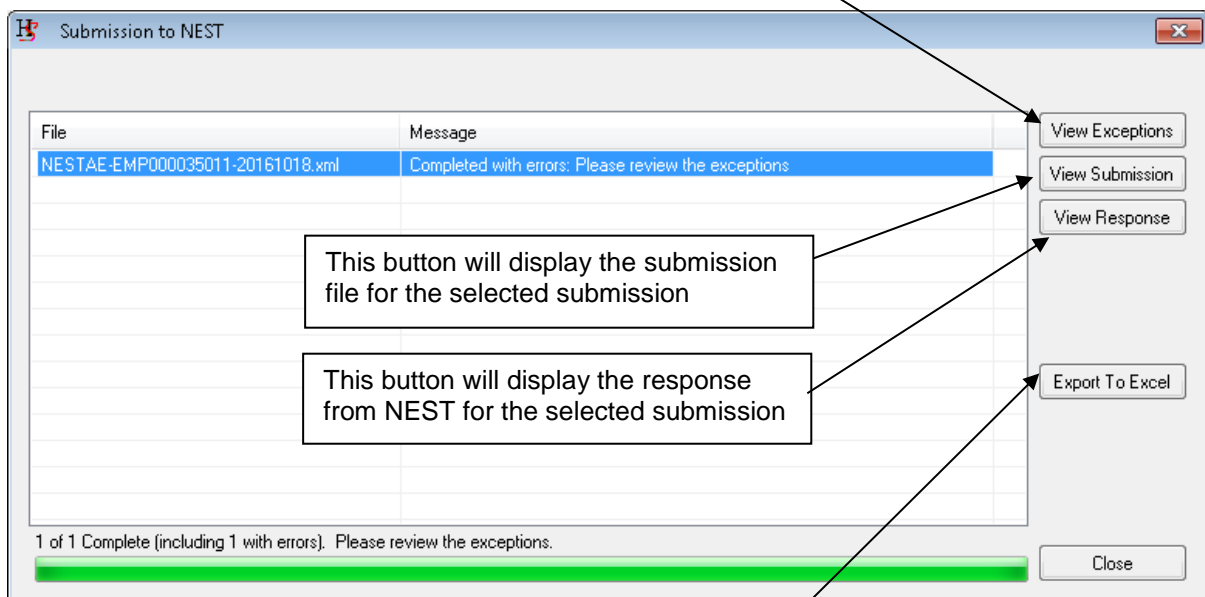 Submission to NEST
File Message
NESTAE-EMP000035011-20161018.xml Completed with errors: Please review the exceptions
View Exceptions
View Submission
View Response
This button will display the submission
file for the selected submission
This button will display the response
from NEST for the selected submission
Export To Excel
1 of 1 Complete (including 1 with errors). Please review the exceptions.
Close